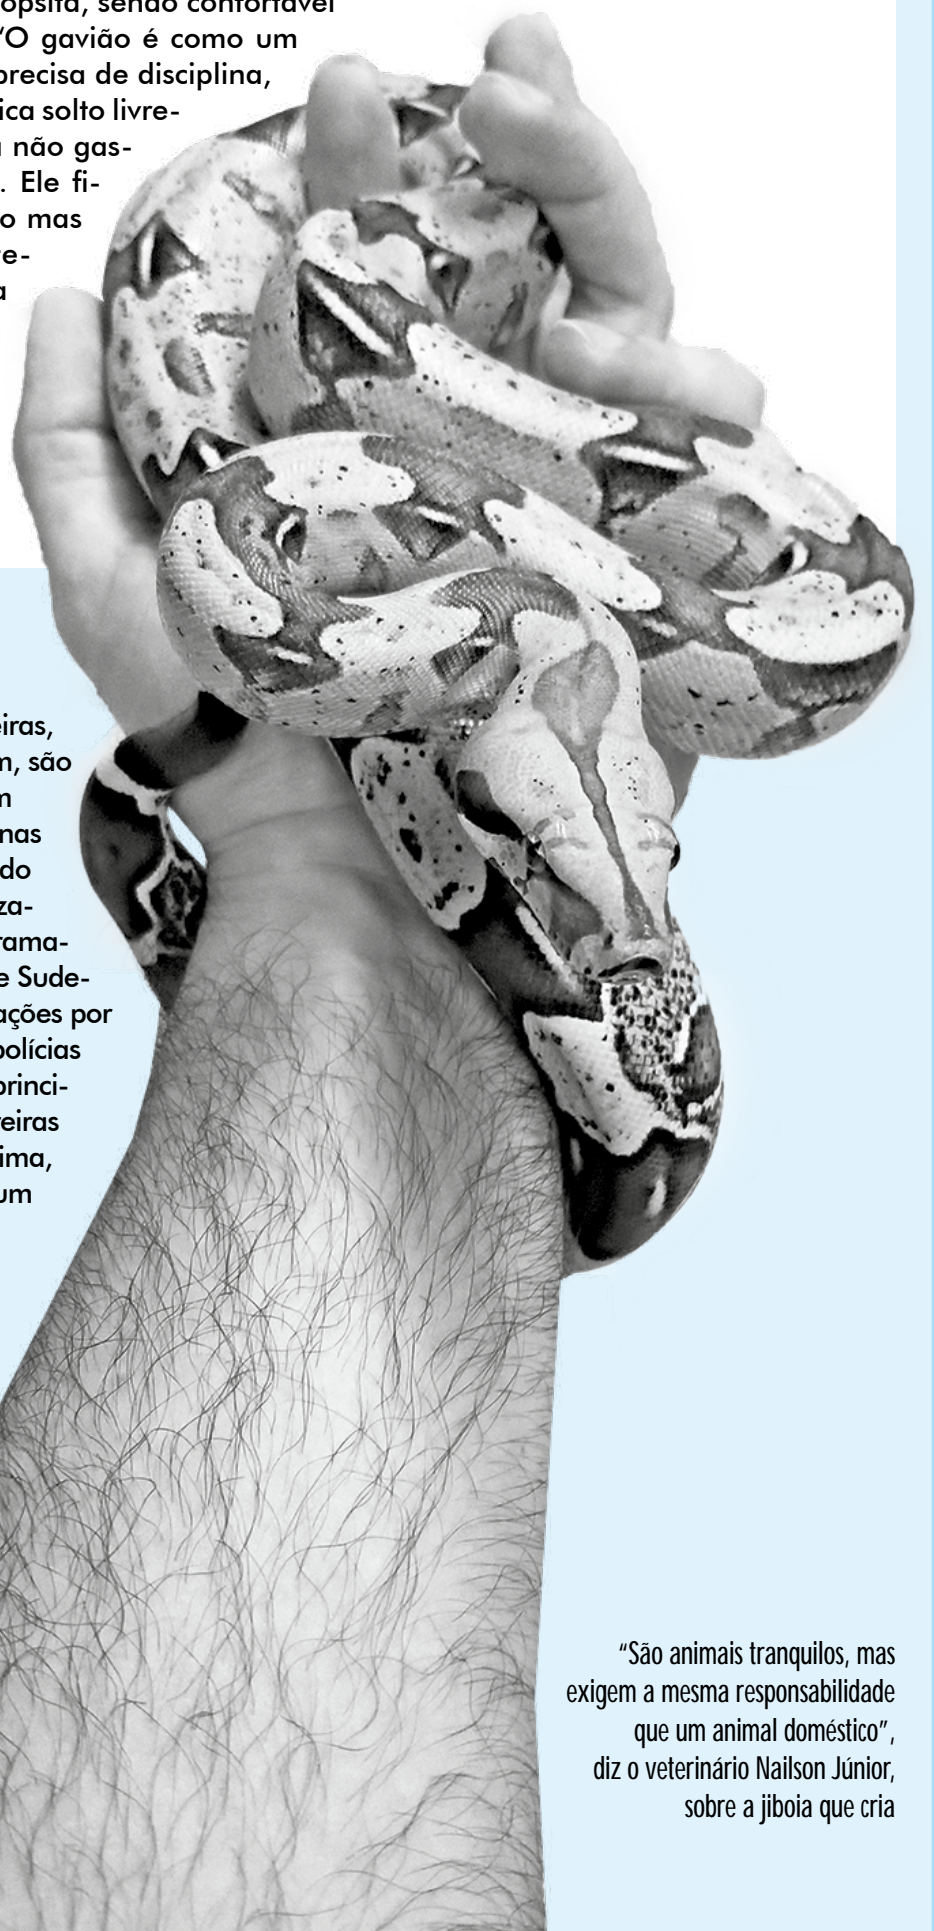 opsita, sendo confortável
"O gavião é como um
precisa de disciplina,
ica solto livre-
não gas-
. Ele fi-
o mas
e-
a
eiras,
m, são
m
nas
do
za-
rama-
e Sude-
ações por
polícias
princi-
eiras
ima,
um
"São animais tranquilos, mas
exigem a mesma responsabilidade
que um animal doméstico",
diz o veterinário Nailson Júnior,
sobre a jiboia que cria